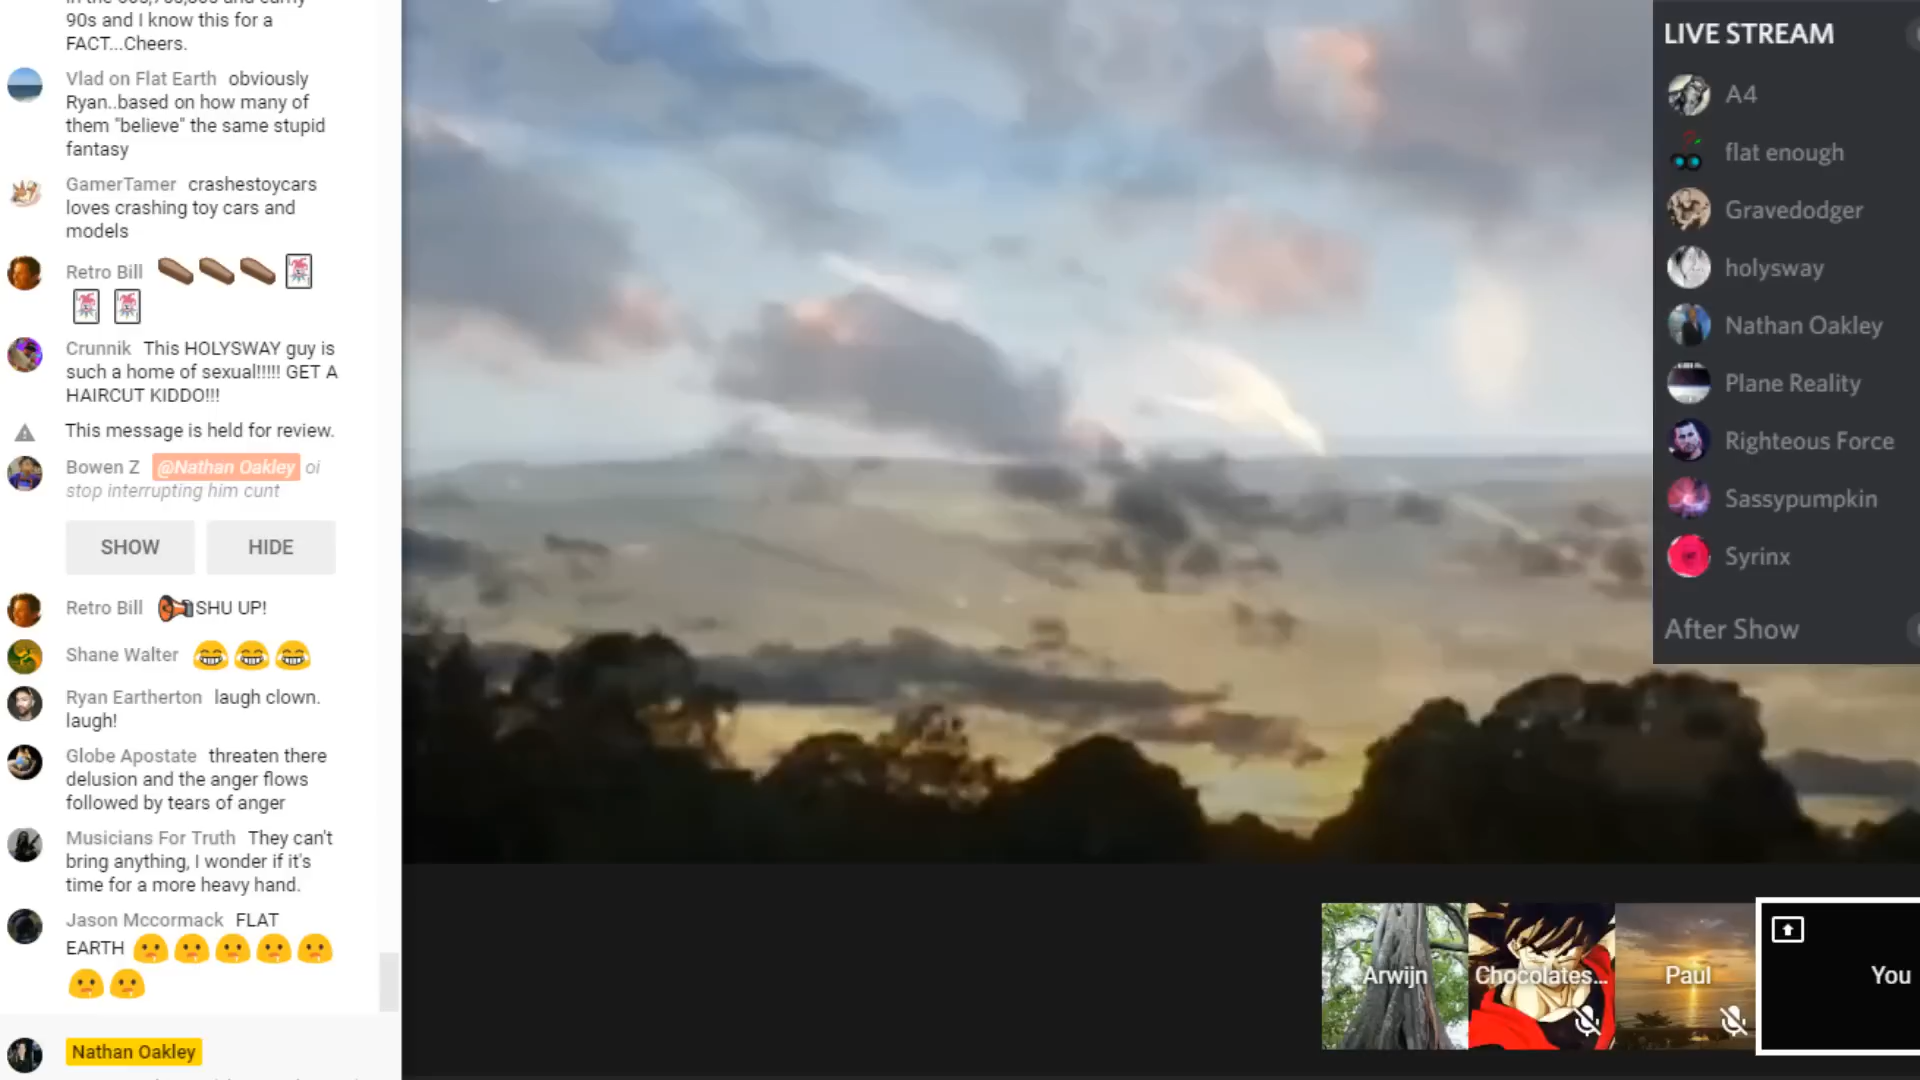 90s and I know this for a
FACT...Cheers.
Vlad on Flat Earth obviously
Ryan..based on how many of
them "believe" the same stupid
fantasy
GamerTamer crashestoycars
loves crashing toy cars and
models
Retro Bill
Crunnik This HOLYSWAY guy is
such a home of sexual!!!!! GET A
HAIRCUT KIDDO!!!
This message is held for review.
Bowen Z @Nathan Oakley oi
stop interrupting him cunt
SHOW HIDE
Retro Bill SHU UP!
Shane Walter
Ryan Eartherton laugh clown.
laugh!
Globe Apostate threaten there
delusion and the anger flows
followed by tears of anger
Musicians For Truth They can't
bring anything, I wonder if it's
time for a more heavy hand.
Jason Mccormack FLAT
EARTH
Nathan Oakley
LIVE STREAM
A4
flat enough
Gravedodger
holysway
Nathan Oakley
Plane Reality
Righteous Force
Sassypumpkin
Syrinx
After Show
Arwijn
Chocolates...
Paul
You